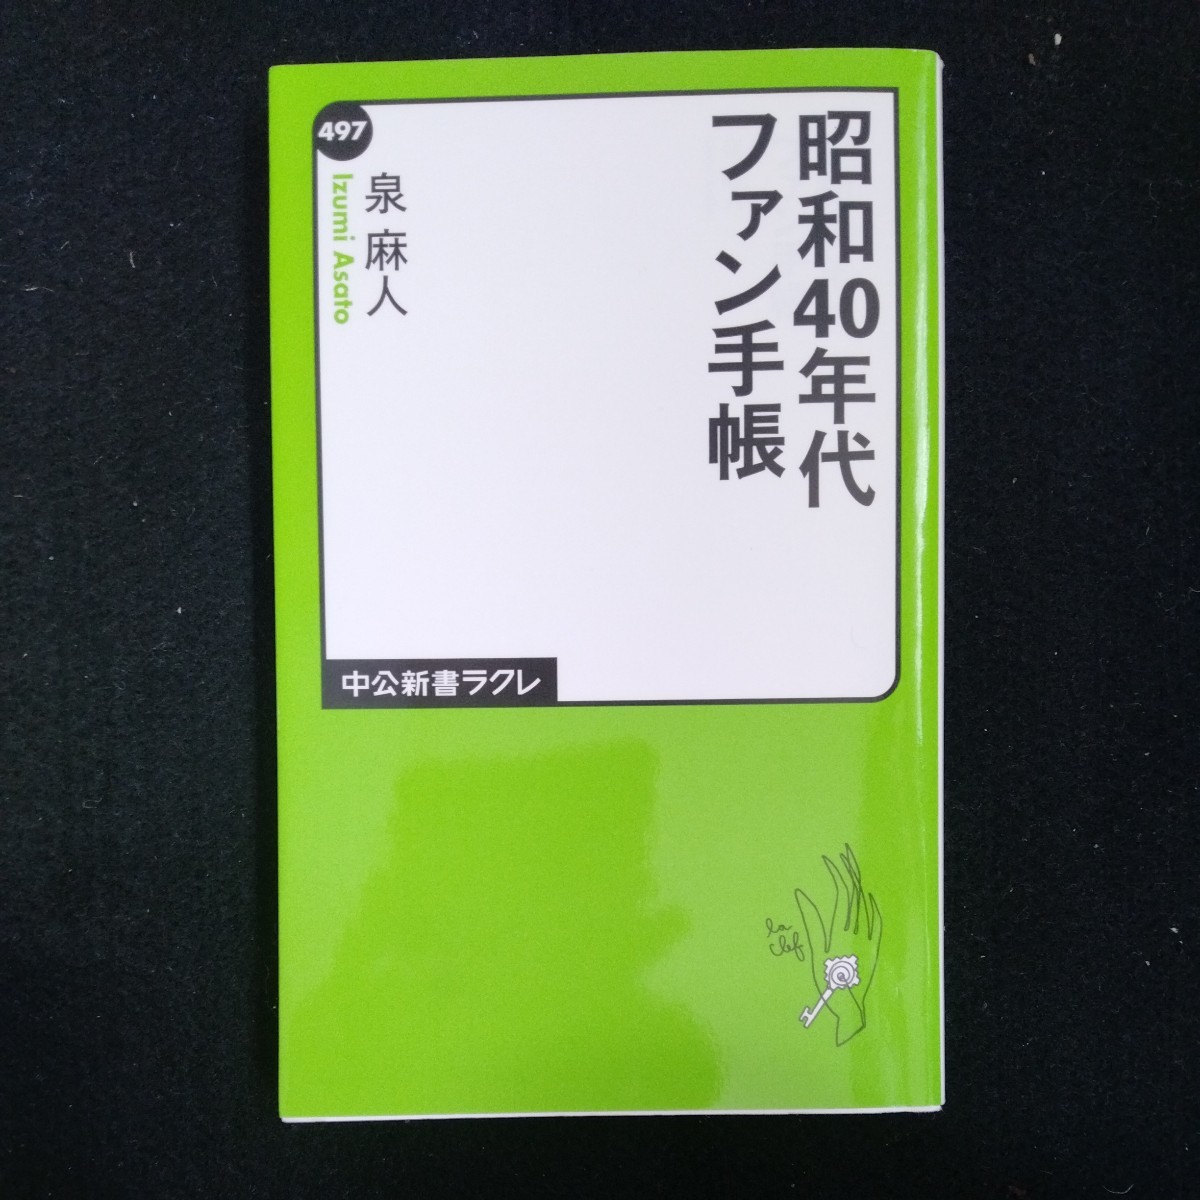 昭和40年代
ファン手帳
497
泉 麻人
Izumi Asato
中公新書ラクレ
la
clef